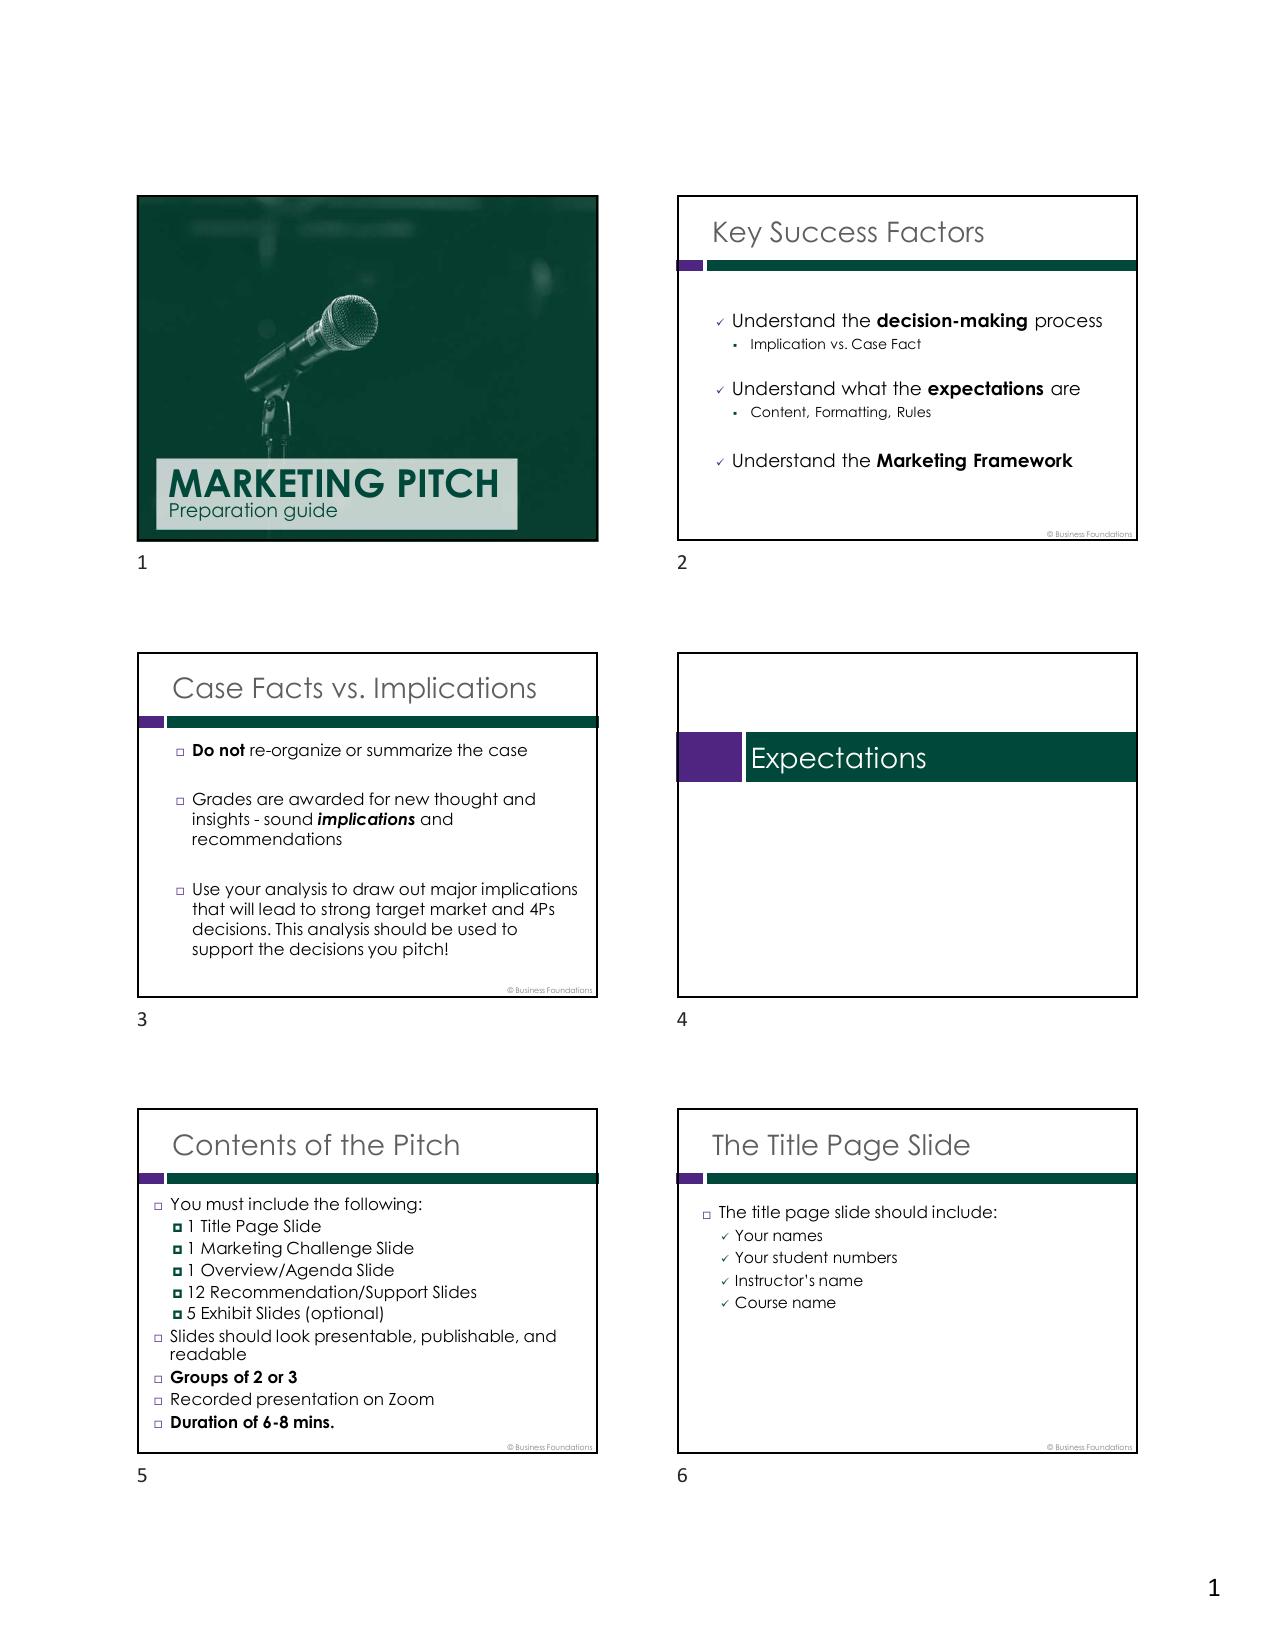 MARKETING PITCH
Preparation guide
1
Key Success Factors
✓ Understand the decision-making process
▪ Implication vs. Case Fact
✓ Understand what the expectations are
▪ Content, Formatting, Rules
✓ Understand the Marketing Framework
© Business Foundations
2
Case Facts vs. Implications
□ Do not re-organize or summarize the case
□ Grades are awarded for new thought and
insights - sound implications and
recommendations
□ Use your analysis to draw out major implications
that will lead to strong target market and 4Ps
decisions. This analysis should be used to
support the decisions you pitch!
© Business Foundations
3
Expectations
4
Contents of the Pitch
□ You must include the following:
◘ 1 Title Page Slide
◘ 1 Marketing Challenge Slide
◘ 1 Overview/Agenda Slide
◘ 12 Recommendation/Support Slides
◘ 5 Exhibit Slides (optional)
□ Slides should look presentable, publishable, and
readable
□ Groups of 2 or 3
□ Recorded presentation on Zoom
□ Duration of 6-8 mins.
© Business Foundations
5
The Title Page Slide
□ The title page slide should include:
✓ Your names
✓ Your student numbers
✓ Instructor's name
✓ Course name
© Business Foundations
6
1